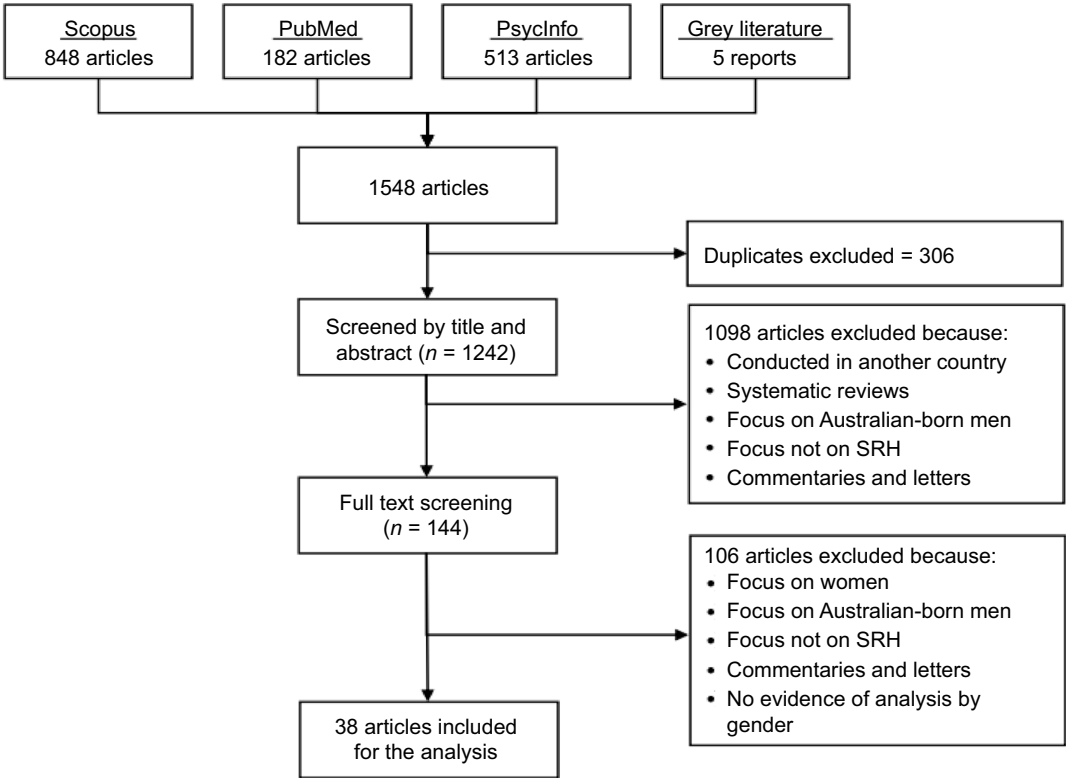 Scopus
848 articles
PubMed
182 articles
PsycInfo
513 articles
Grey literature
5 reports
1548 articles
Duplicates excluded = 306
Screened by title and
abstract (n = 1242)
1098 articles excluded because:
• Conducted in another country
• Systematic reviews
• Focus on Australian-born men
• Focus not on SRH
• Commentaries and letters
Full text screening
(n = 144)
106 articles excluded because:
• Focus on women
• Focus on Australian-born men
• Focus not on SRH
• Commentaries and letters
• No evidence of analysis by
gender
38 articles included
for the analysis